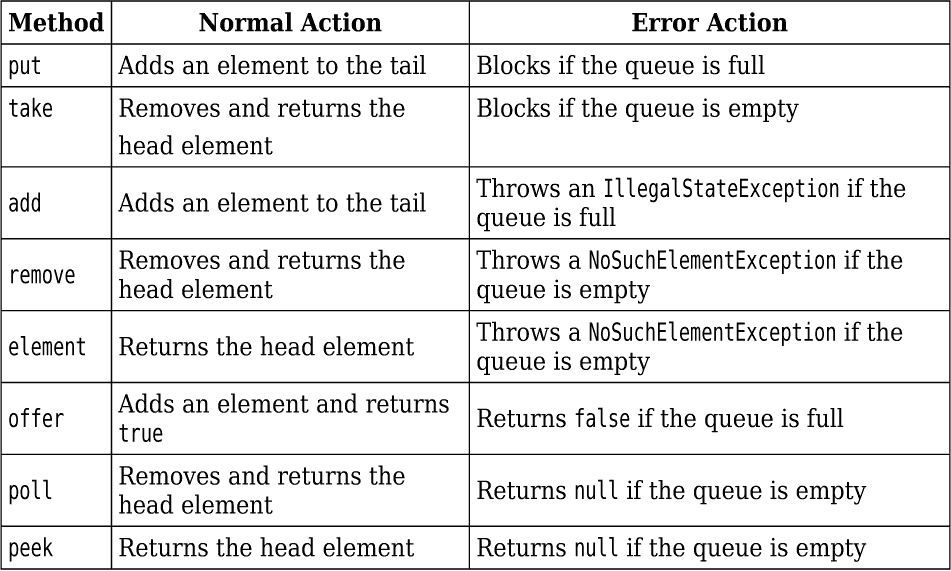 Method Normal Action Error Action
put Adds an element to the tail Blocks if the queue is full
take Removes and returns the Blocks if the queue is empty
head element
add Adds an element to the tail Throws an IllegalStateException if the
queue is full
remove Removes and returns the Throws a NoSuchElementException if the
head element queue is empty
element Returns the head element Throws a NoSuchElementException if the
queue is empty
offer Adds an element and returns Returns false if the queue is full
true
poll Removes and returns the Returns null if the queue is empty
head element
peek Returns the head element Returns null if the queue is empty